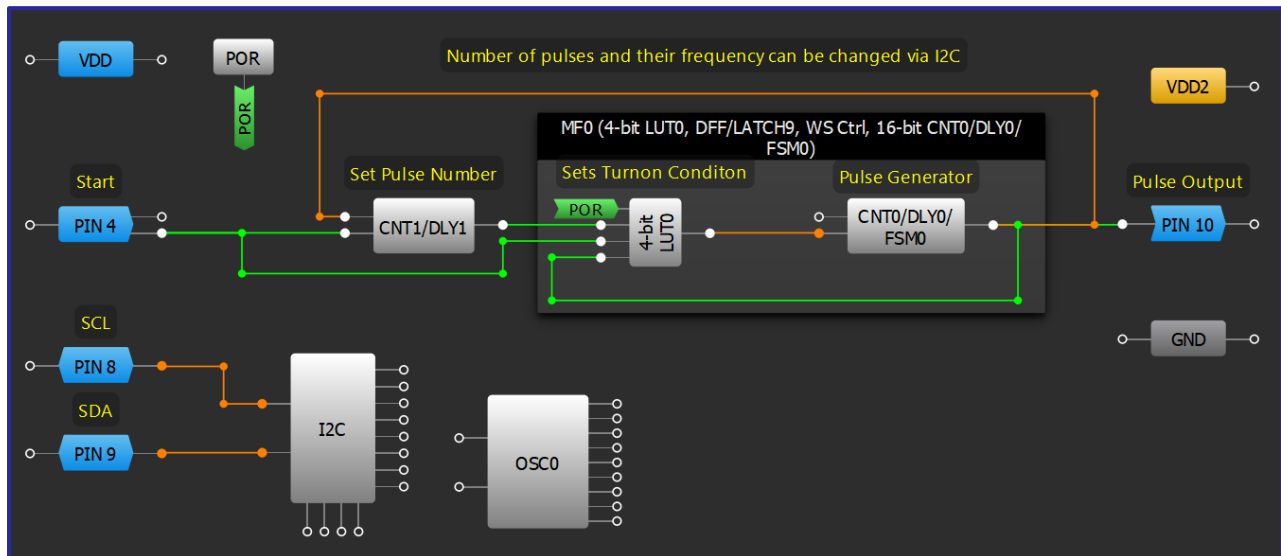 VDD
POR
POR
Number of pulses and their frequency can be changed via I2C
VDD2
MF0 (4-bit LUT0, DFF/LATCH9, WS Ctrl, 16-bit CNT0/DLY0/
FSM0)
Start
Set Pulse Number
Sets Turnon Conditon
Pulse Generator
Pulse Output
PIN 4
CNT1/DLY1
POR
4-bit
LUT0
CNT0/DLY0/
FSM0
PIN 10
SCL
PIN 8
SDA
PIN 9
I2C
OSC0
GND